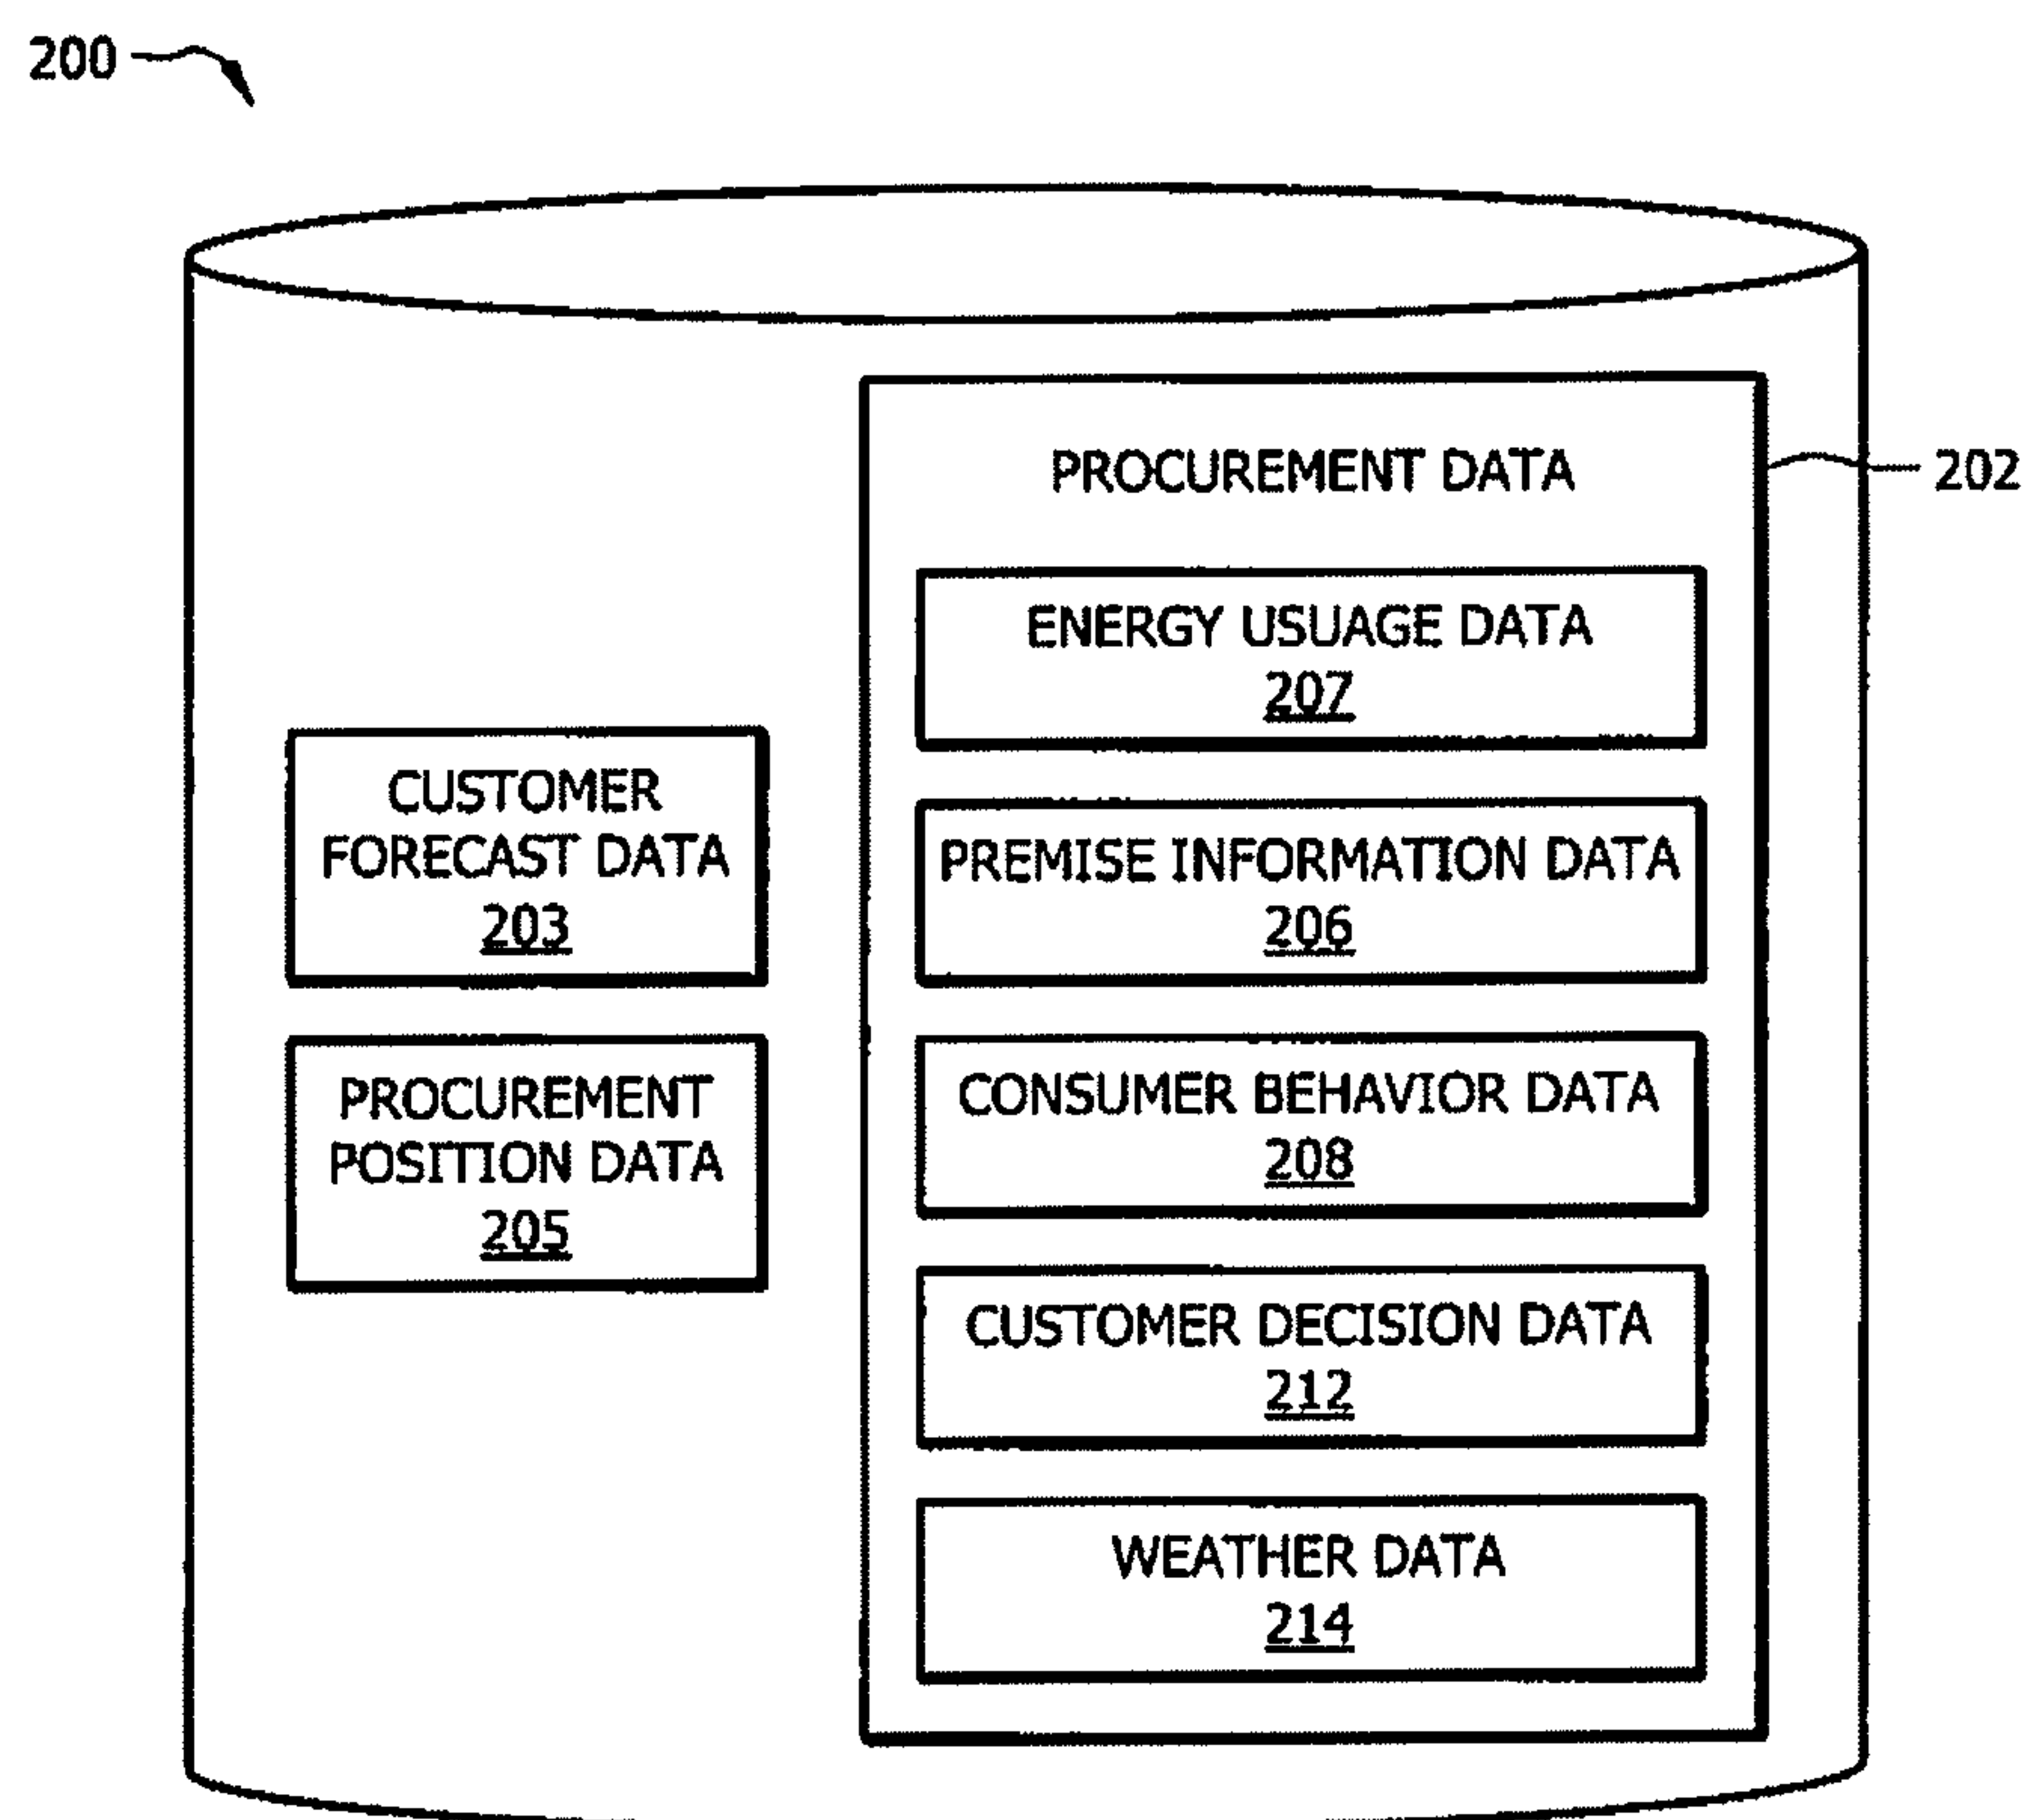 200
PROCUREMENT DATA
202
ENERGY USUAGE DATA
207
CUSTOMER
FORECAST DATA
203
PREMISE INFORMATION DATA
206
PROCUREMENT
POSITION DATA
205
CONSUMER BEHAVIOR DATA
208
CUSTOMER DECISION DATA
212
WEATHER DATA
214